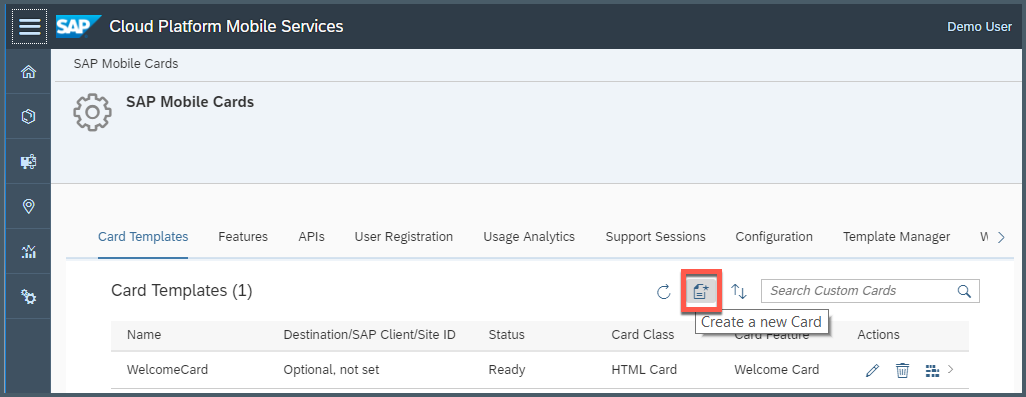 SAP Cloud Platform Mobile Services Demo User
SAP Mobile Cards
SAP Mobile Cards
Card Templates Features APIs User Registration Usage Analytics Support Sessions Configuration Template Manager
Card Templates (1) Search Custom Cards
Create a new Card
Name Destination/SAP Client/Site ID Status Card Class Card Feature Actions
WelcomeCard Optional, not set Ready HTML Card Welcome Card